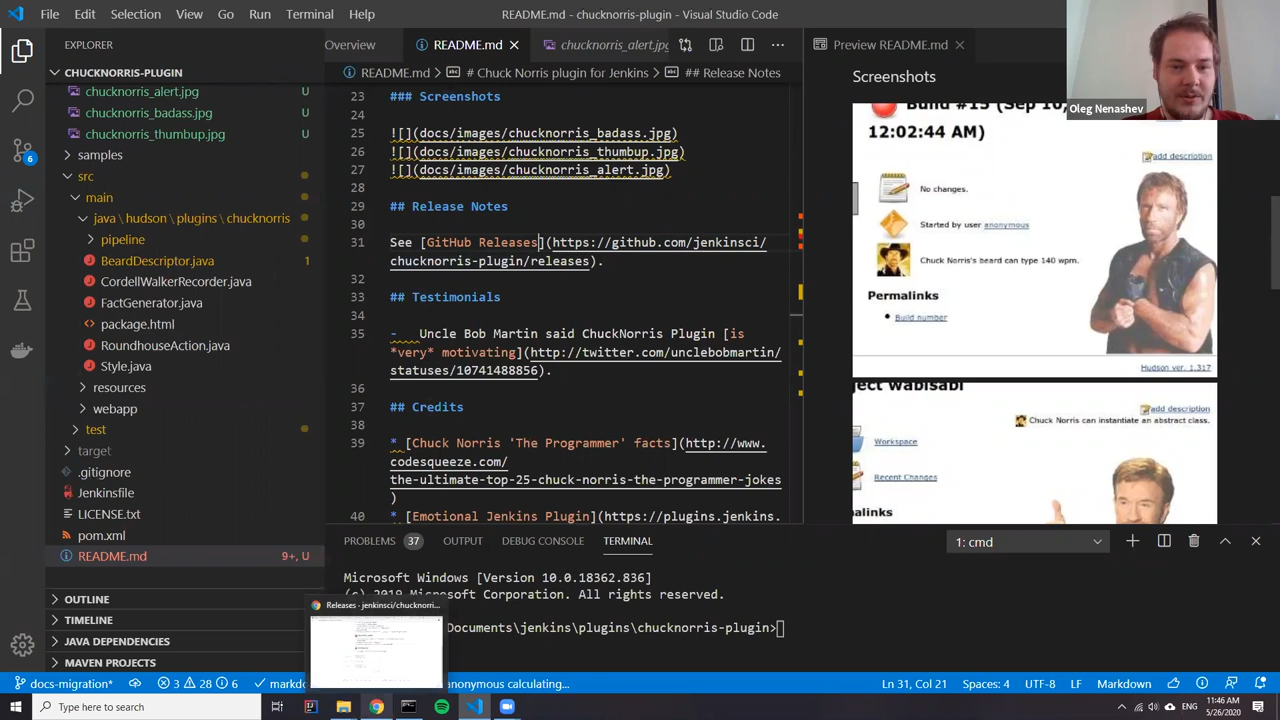 File Edit Selection View Go Run Terminal Help README.md - chucknorris-plugin - Visual Studio Code
EXPLORER
CHUCKNORRIS-PLUGIN
chucknorris_alert.jpg U
U
chucknorris_thumbup.jpg U
samples
src
main
java \ hudson \ plugins \ chucknorris
pipeline
BeardDescriptor.java 1
CordellWalkerRecorder.java
FactGenerator.java
package.html
RoundhouseAction.java
Style.java
resources
webapp
test
target
.gitignore
Jenkinsfile
LICENSE.txt
pom.xml
README.md 9+, U
OUTLINE
6
Overview README.md chucknorris_alert.jpg
README.md > Chuck Norris plugin for Jenkins > ## Release Notes
23 ### Screenshots
24
25 ![](docs/images/chucknorris_badass.jpg)
26 ![](docs/images/chucknorris_thumbup.jpg)
27 ![](docs/images/chucknorris_alert.jpg)
28
29 ## Release Notes
30
31 See [GitHub Releases](http://github.com/jenkinsci/
chucknorris-plugin/releases).
32
33 ## Testimonials
34
35 - Uncle Bob Martin said ChuckNorris Plugin [is
*very* motivating](http://twitter.com/unclebobmartin/
statuses/10741485856).
36
37 ## Credits
38
39 * [Chuck Norris "The Programmer" facts](http://www.
codesqueeze.com/
the-ultimate-top-25-chuck-norris-the-programmer-jokes
)
40 * [Emotional Jenkins Plugin](https://plugins.jenkins.
Preview README.md
Screenshots
Build #15 (Sep 10,
12:02:44 AM)
add description
No changes.
Started by user anonymous
Chuck Norris's beard can type 140 wpm.
Permalinks
Build number
Hudson ver. 1.317
ject wabisabi
add description
Chuck Norris can instantiate an abstract class.
Workspace
Recent Changes
nalinks
Oleg Nenashev
PROBLEMS 37 OUTPUT DEBUG CONSOLE TERMINAL 1: cmd
Microsoft Windows [Version 10.0.18362.836]
(c) 2019 Microsoft Corporation. All rights reserved.
chucknorris-plugin>
Releases - jenkinsci/chucknorri...
docs-migration* 3 28 6 anonymous calculating... Ln 31, Col 21 Spaces: 4 UTF-8 LF Markdown
Type here to search ENG 11:46 AM
5/26/2020